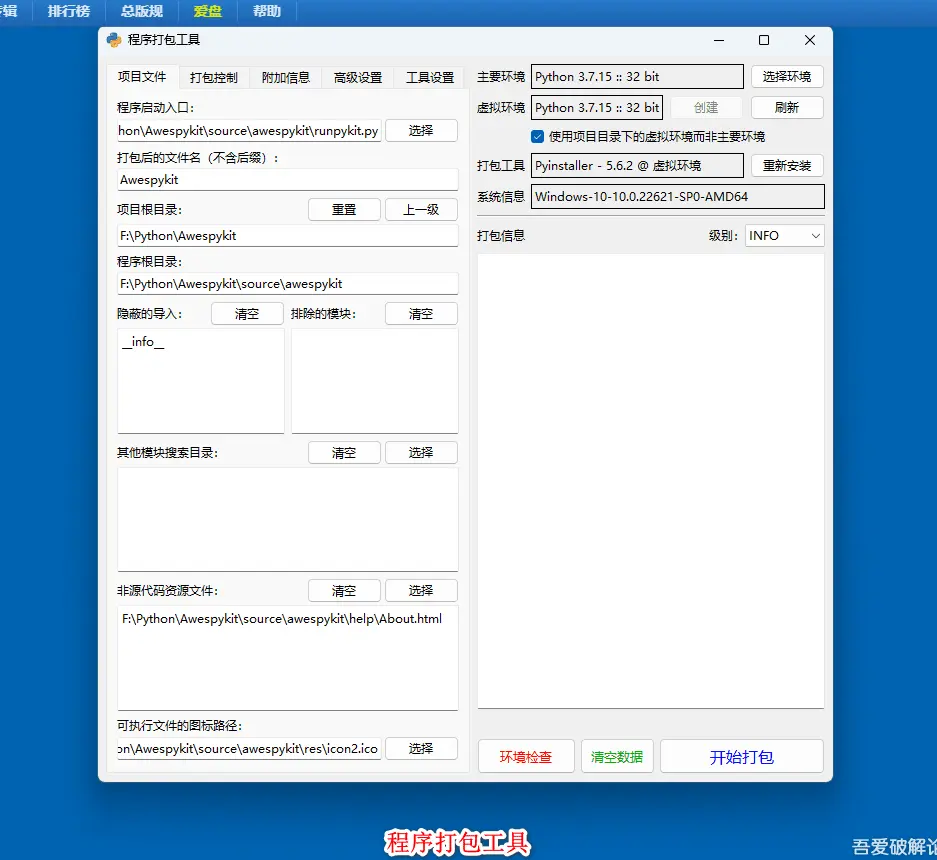 辑 排行榜 总版规 爱盘 帮助
程序打包工具
项目文件 打包控制 附加信息 高级设置 工具设置
程序启动入口:
hon\Awespykit\source\awespykit\runpykit.py 选择
打包后的文件名（不含后缀）:
Awespykit
项目根目录: 重置 上一级
F:\Python\Awespykit
程序根目录:
F:\Python\Awespykit\source\awespykit
隐蔽的导入: 清空 排除的模块: 清空
__info__
其他模块搜索目录: 清空 选择
非源代码资源文件: 清空 选择
F:\Python\Awespykit\source\awespykit\help\About.html
可执行文件的图标路径:
on\Awespykit\source\awespykit\res\icon2.ico 选择
主要环境 Python 3.7.15 :: 32 bit 选择环境
虚拟环境 Python 3.7.15 :: 32 bit 创建 刷新
使用项目目录下的虚拟环境而非主要环境
打包工具 Pyinstaller - 5.6.2 @ 虚拟环境 重新安装
系统信息 Windows-10-10.0.22621-SP0-AMD64
打包信息 级别: INFO
环境检查 清空数据 开始打包
程序打包工具
吾爱破解论